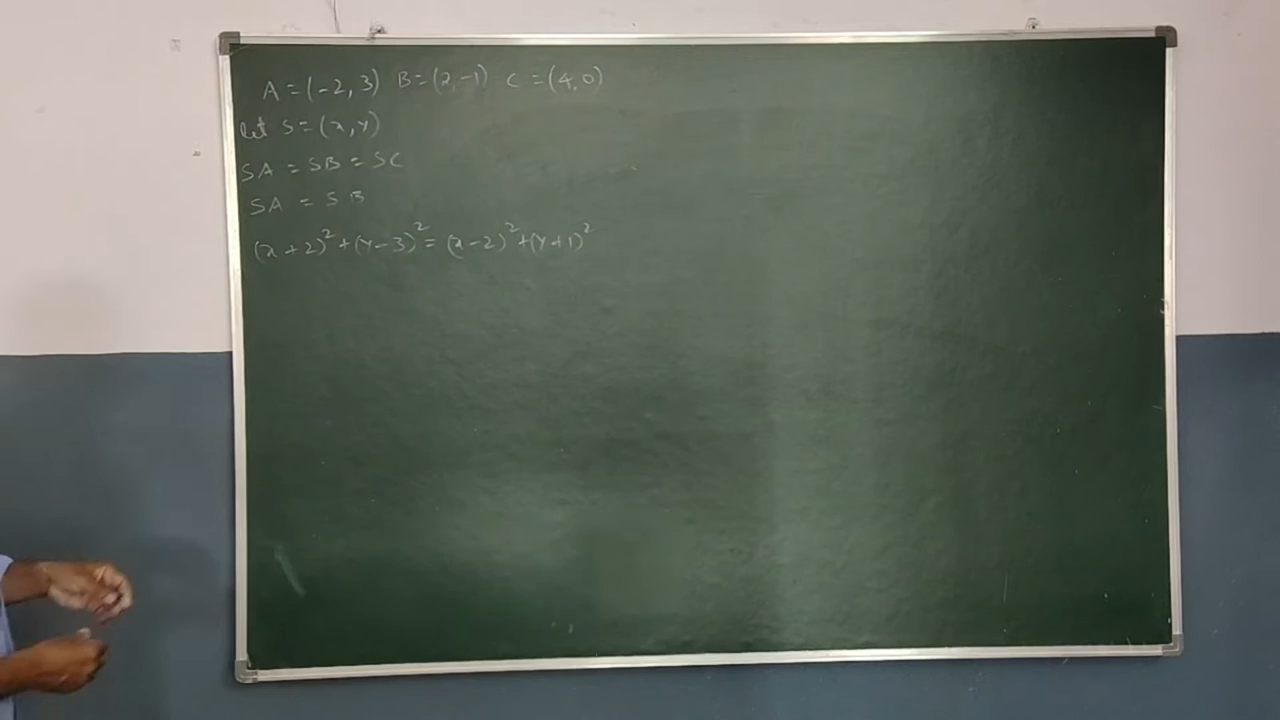 A = (-2, 3) B = (2, -1) C = (4, 0)
let S = (x, y)
SA = SB = SC
SA = SB
(x + 2)² + (y - 3)² = (x - 2)² + (y + 1)²